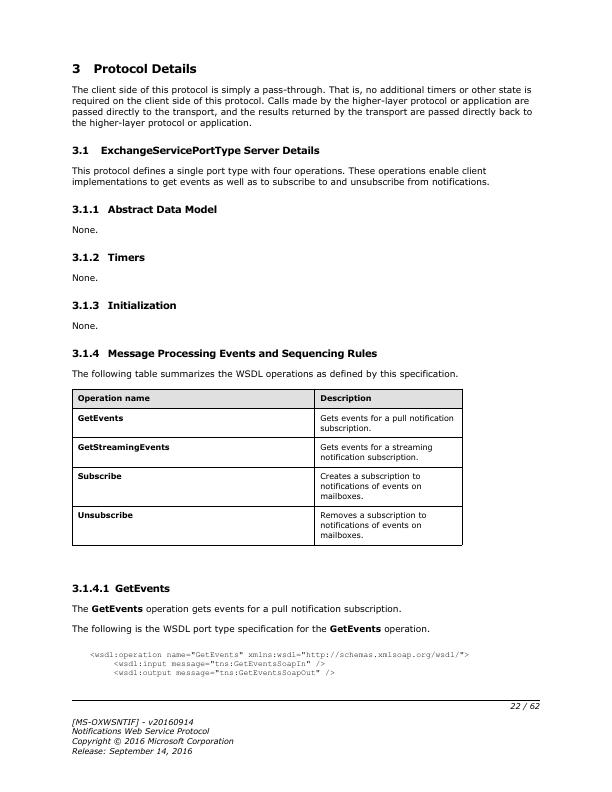 3 Protocol Details
The client side of this protocol is simply a pass-through. That is, no additional timers or other state is
required on the client side of this protocol. Calls made by the higher-layer protocol or application are
passed directly to the transport, and the results returned by the transport are passed directly back to
the higher-layer protocol or application.
3.1 ExchangeServicePortType Server Details
This protocol defines a single port type with four operations. These operations enable client
implementations to get events as well as to subscribe to and unsubscribe from notifications.
3.1.1 Abstract Data Model
None.
3.1.2 Timers
None.
3.1.3 Initialization
None.
3.1.4 Message Processing Events and Sequencing Rules
The following table summarizes the WSDL operations as defined by this specification.
Operation name Description
GetEvents Gets events for a pull notification
subscription.
GetStreamingEvents Gets events for a streaming
notification subscription.
Subscribe Creates a subscription to
notifications of events on
mailboxes.
Unsubscribe Removes a subscription to
notifications of events on
mailboxes.
3.1.4.1 GetEvents
The GetEvents operation gets events for a pull notification subscription.
The following is the WSDL port type specification for the GetEvents operation.
<wsdl:operation name="GetEvents" xmlns:wsdl="http://schemas.xmlsoap.org/wsdl/">
<wsdl:input message="tns:GetEventsSoapIn" />
<wsdl:output message="tns:GetEventsSoapOut" />
22 / 62
[MS-OXWSNTIF] - v20160914
Notifications Web Service Protocol
Copyright © 2016 Microsoft Corporation
Release: September 14, 2016